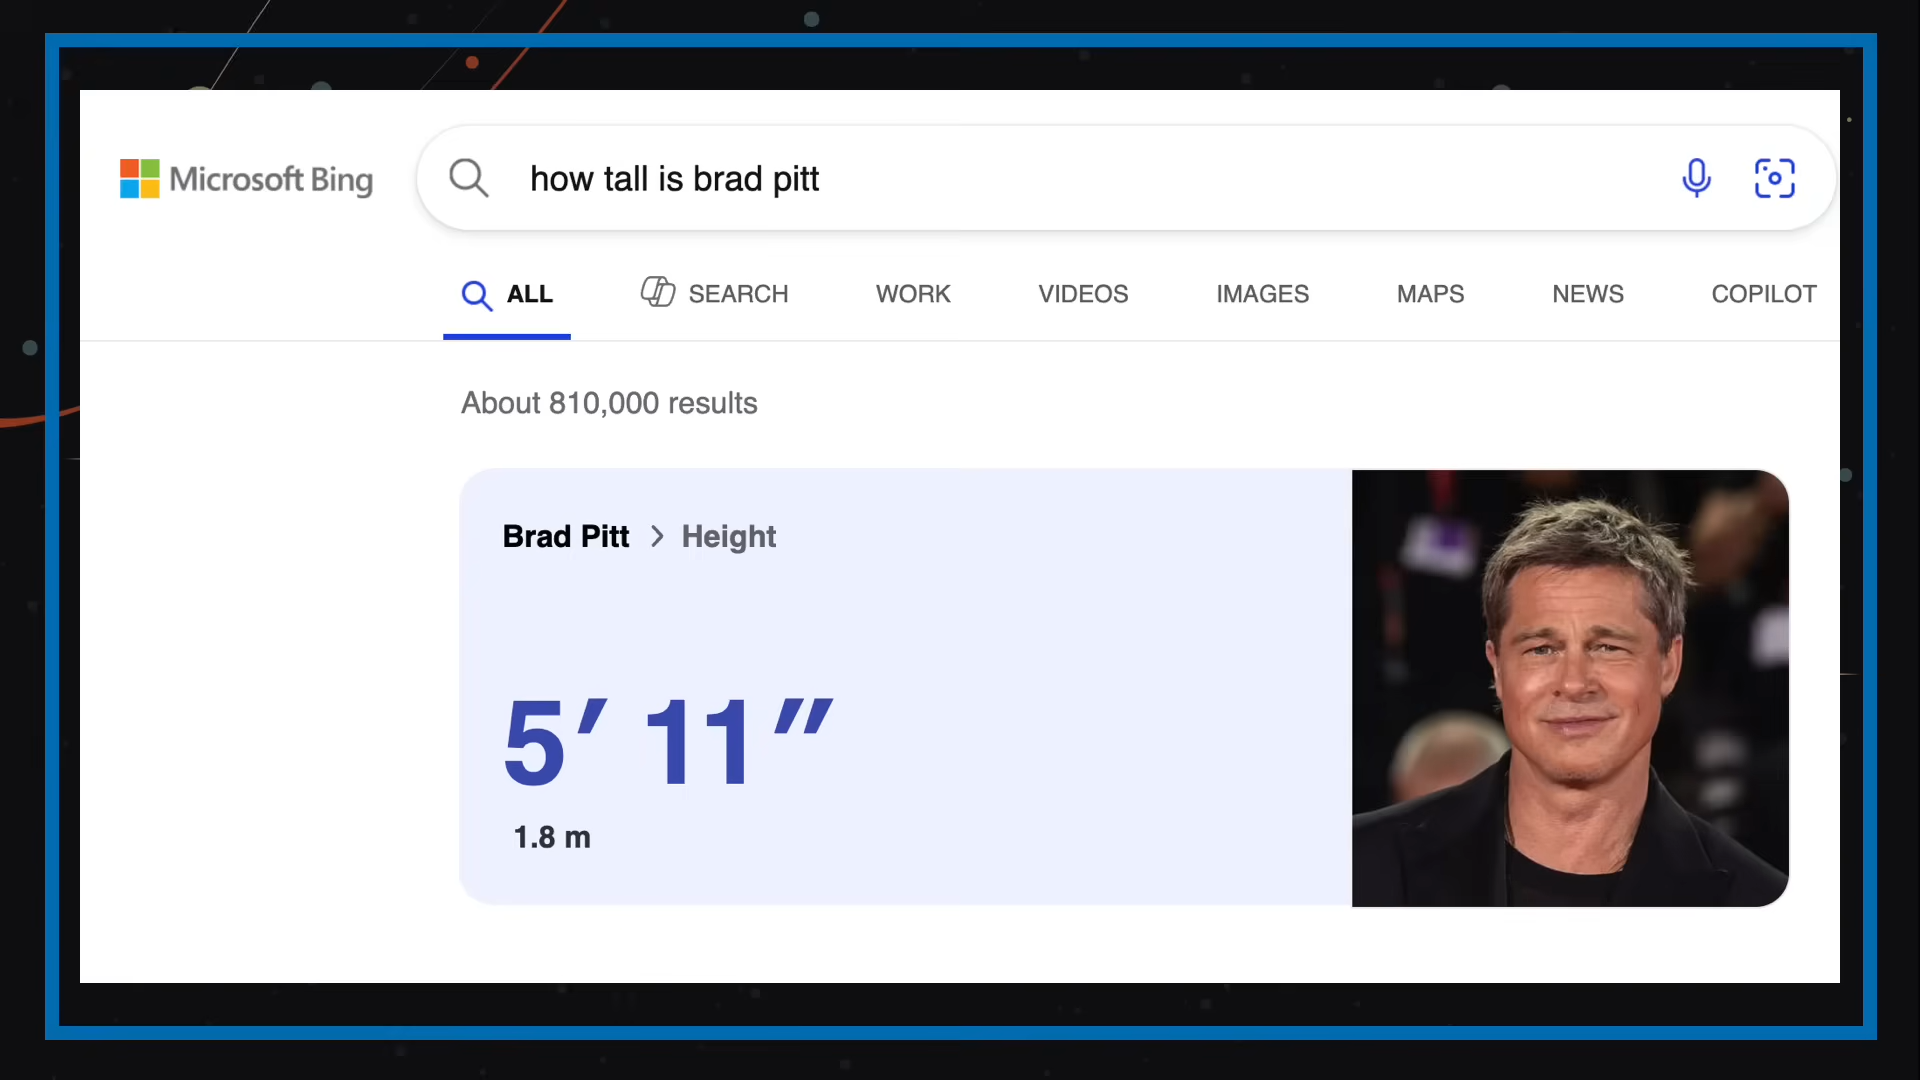 Microsoft Bing
how tall is brad pitt
ALL SEARCH WORK VIDEOS IMAGES MAPS NEWS COPILOT
About 810,000 results
Brad Pitt > Height
5′ 11″
1.8 m